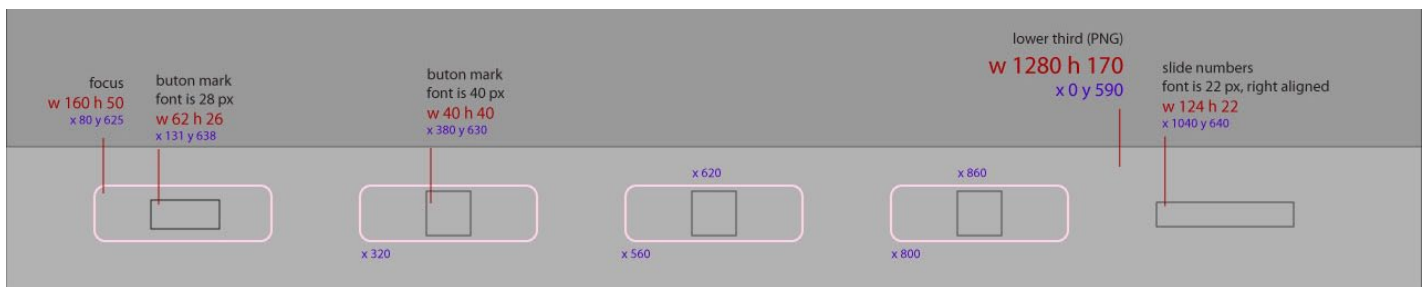 focus
w 160 h 50
x 80 y 625
buton mark
font is 28 px
w 62 h 26
x 131 y 638
buton mark
font is 40 px
w 40 h 40
x 380 y 630
lower third (PNG)
w 1280 h 170
x 0 y 590
slide numbers
font is 22 px, right aligned
w 124 h 22
x 1040 y 640
x 620
x 860
x 320
x 560
x 800